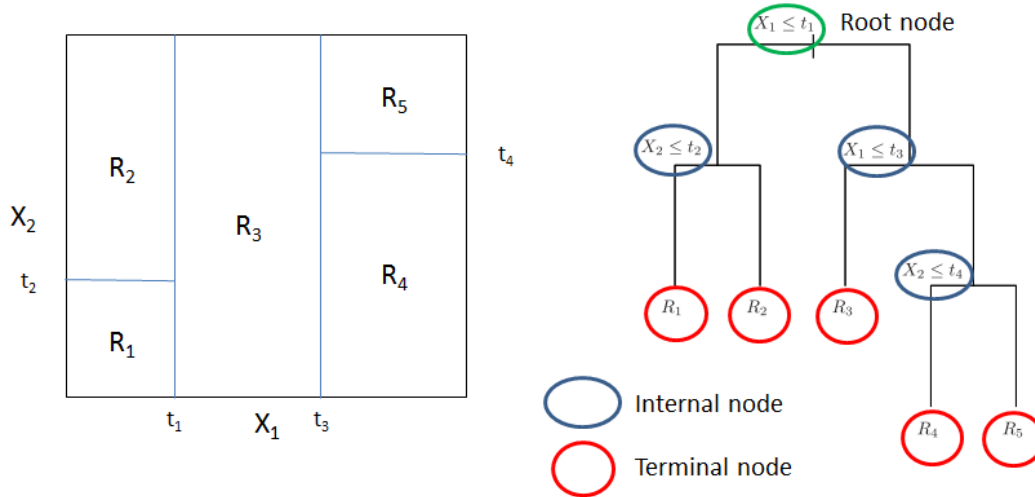 R₅
t₄
R₂
X₂
R₃
t₂
R₄
R₁
t₁
X₁
t₃
X₁ ≤ t₁
Root node
X₂ ≤ t₂
X₁ ≤ t₃
X₂ ≤ t₄
R₁
R₂
R₃
R₄
R₅
Internal node
Terminal node